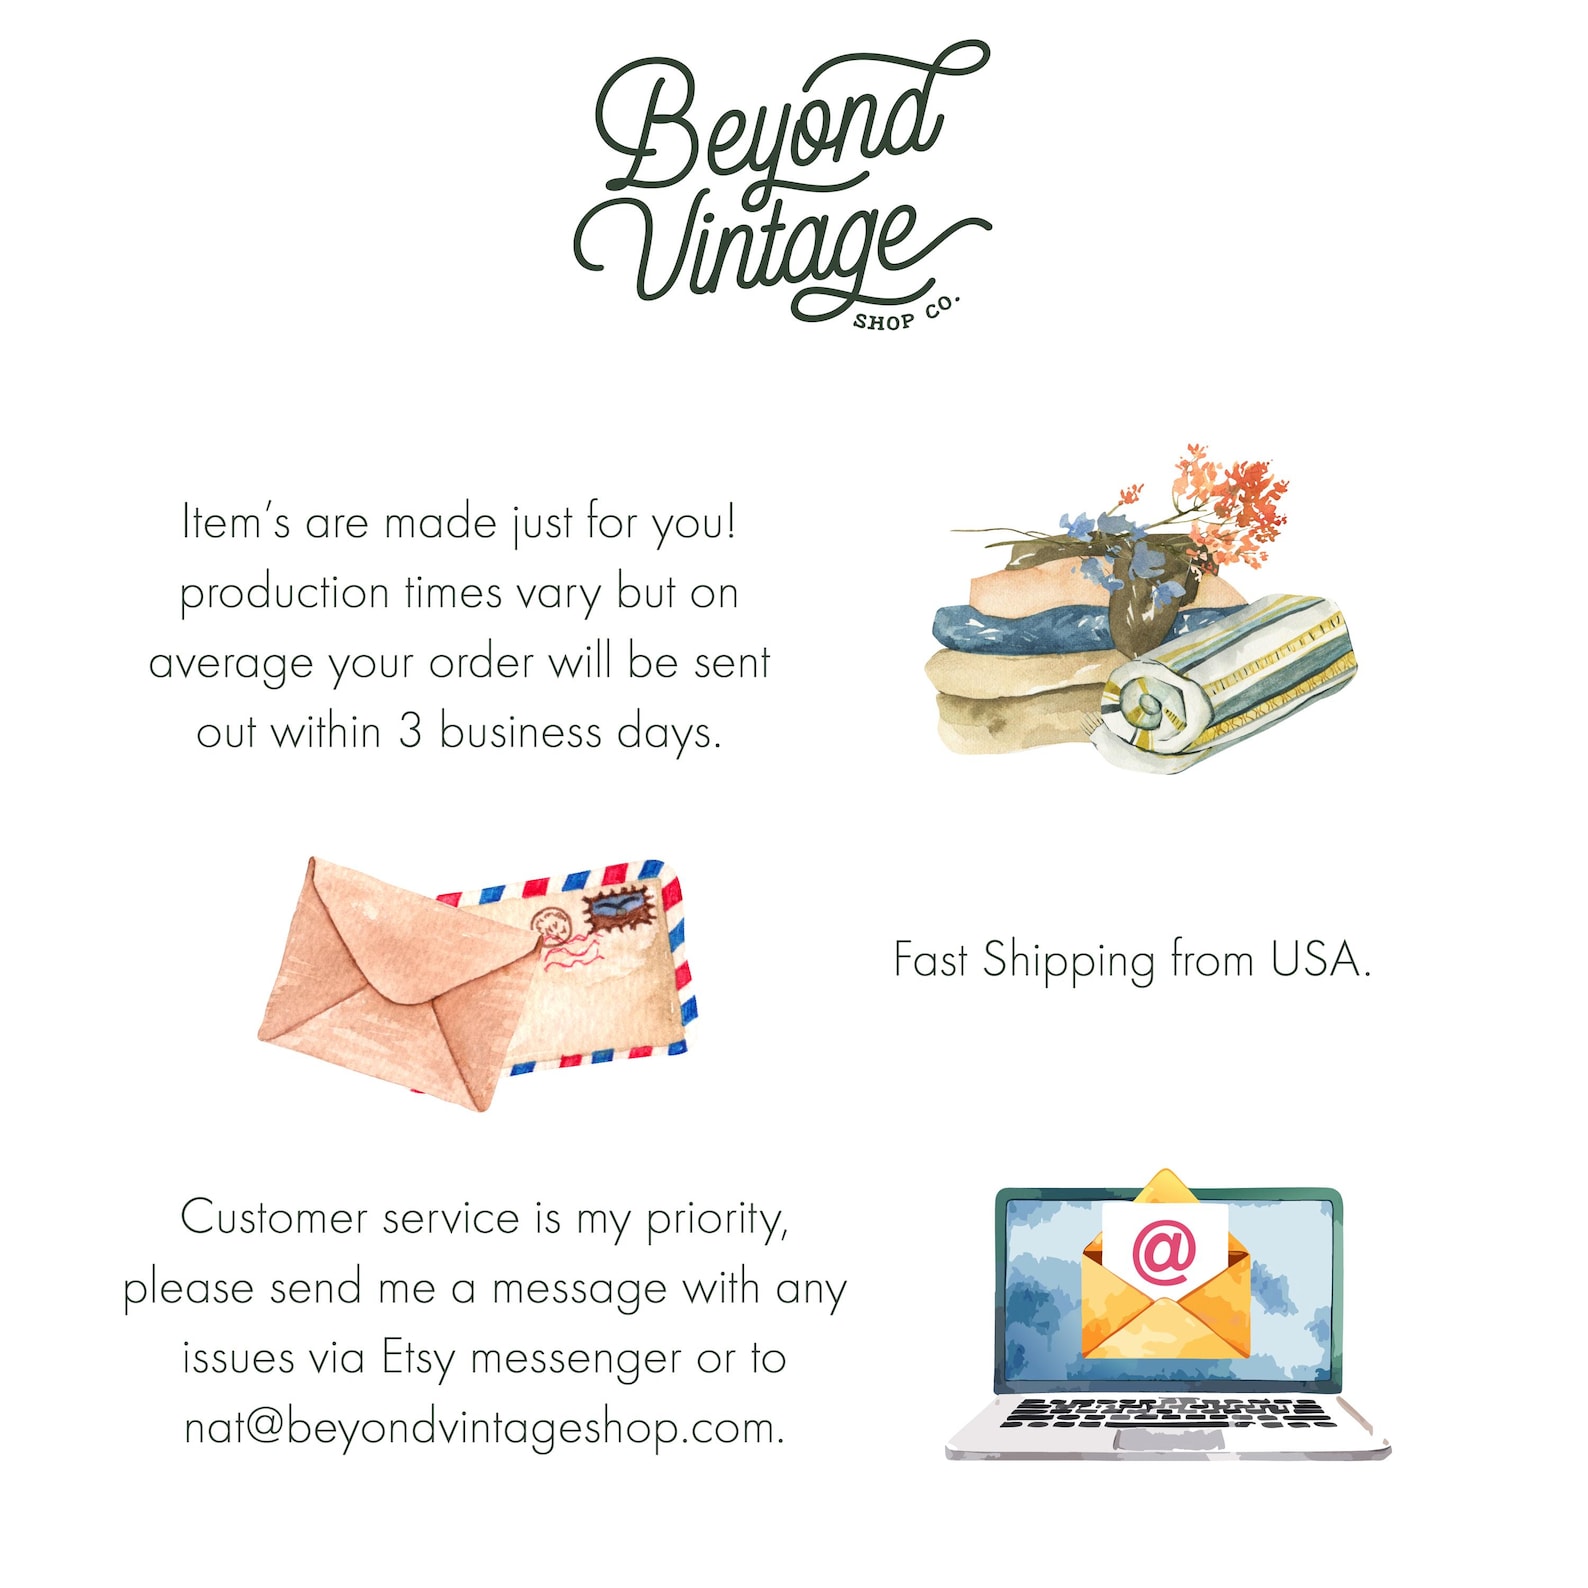 Beyond
Vintage
SHOP CO.
Item’s are made just for you!
production times vary but on
average your order will be sent
out within 3 business days.
Fast Shipping from USA.
Customer service is my priority,
please send me a message with any
issues via Etsy messenger or to
nat@beyondvintageshop.com.
@